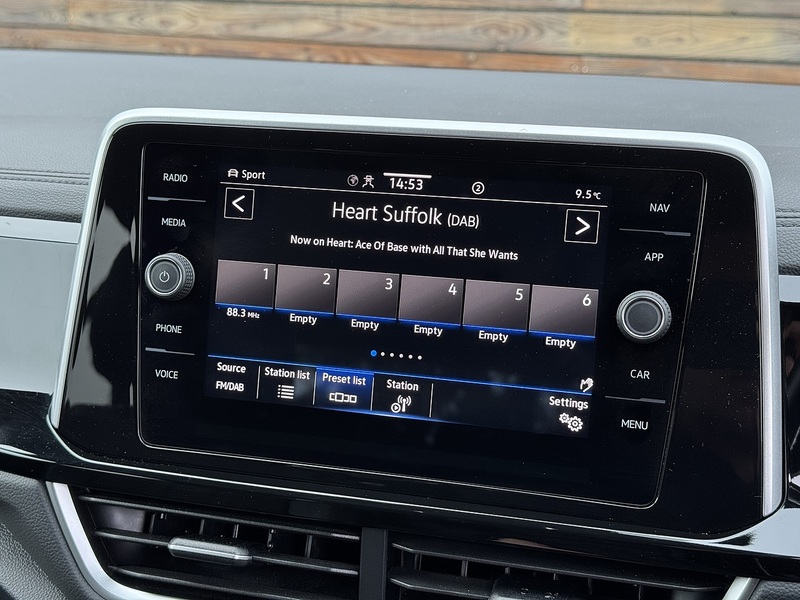 RADIO
MEDIA
PHONE
VOICE
Sport
14:53
2
9.5°C
<
Heart Suffolk (DAB)
>
Now on Heart: Ace Of Base with All That She Wants
1 2 3 4 5 6
88.3 MHz Empty Empty Empty Empty Empty
Source Station list Preset list Station Settings
FM/DAB
NAV
APP
CAR
MENU